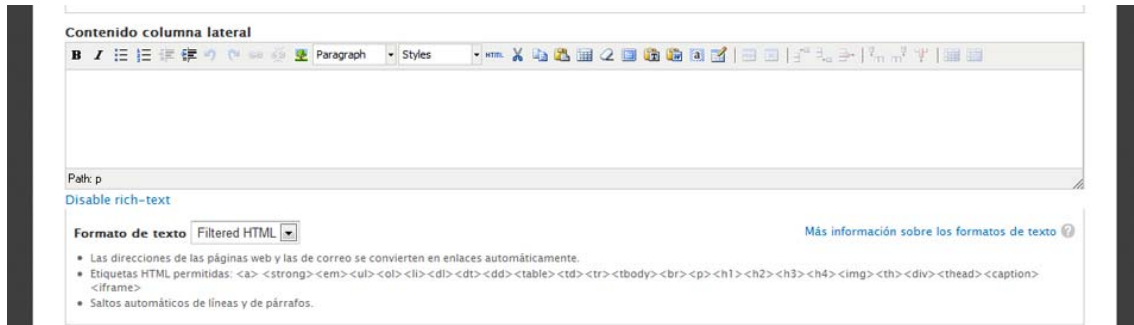 Contenido columna lateral
B I Paragraph Styles HTML
Path: p
Disable rich-text
Formato de texto Filtered HTML Más información sobre los formatos de texto
Las direcciones de las páginas web y las de correo se convierten en enlaces automáticamente.
Etiquetas HTML permitidas: <a> <strong><em><ul><ol><li><dl><dt><dd><table><td><tr><tbody><br><p><h1><h2><h3><h4><img><th><div><thead><caption>
<iframe>
Saltos automáticos de líneas y de párrafos.